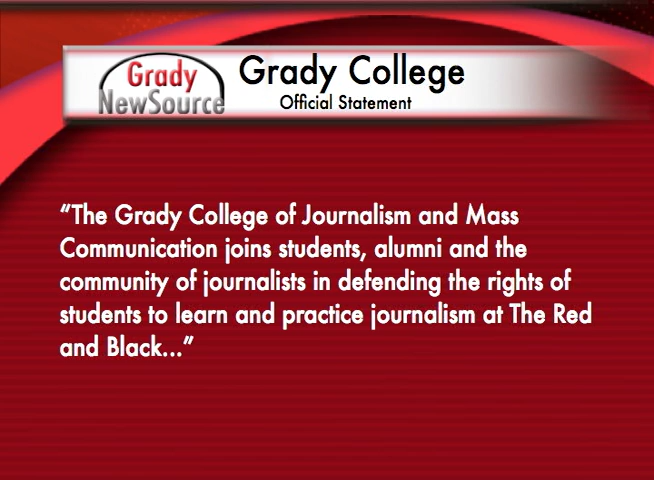 Grady
NewSource
Grady College
Official Statement
“The Grady College of Journalism and Mass
Communication joins students, alumni and the
community of journalists in defending the rights of
students to learn and practice journalism at The Red
and Black...”